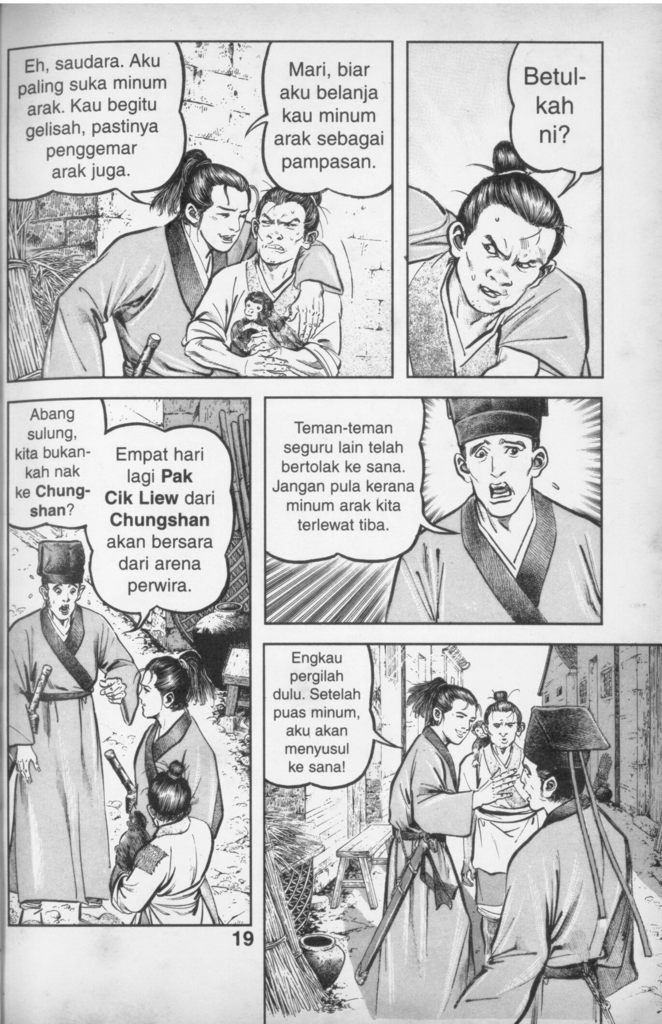 Eh, saudara. Aku
paling suka minum
arak. Kau begitu
gelisah, pastinya
penggemar
arak juga.
Mari, biar
aku belanja
kau minum
arak sebagai
pampasan.
Betul-
kah
ni?
Abang
sulung,
kita bukan-
kah nak
ke Chung-
shan?
Empat hari
lagi Pak
Cik Liew dari
Chungshan
akan bersara
dari arena
perwira.
Teman-teman
seguru lain telah
bertolak ke sana.
Jangan pula kerana
minum arak kita
terlewat tiba.
Engkau
pergilah
dulu. Setelah
puas minum,
aku akan
menyusul
ke sana!
19